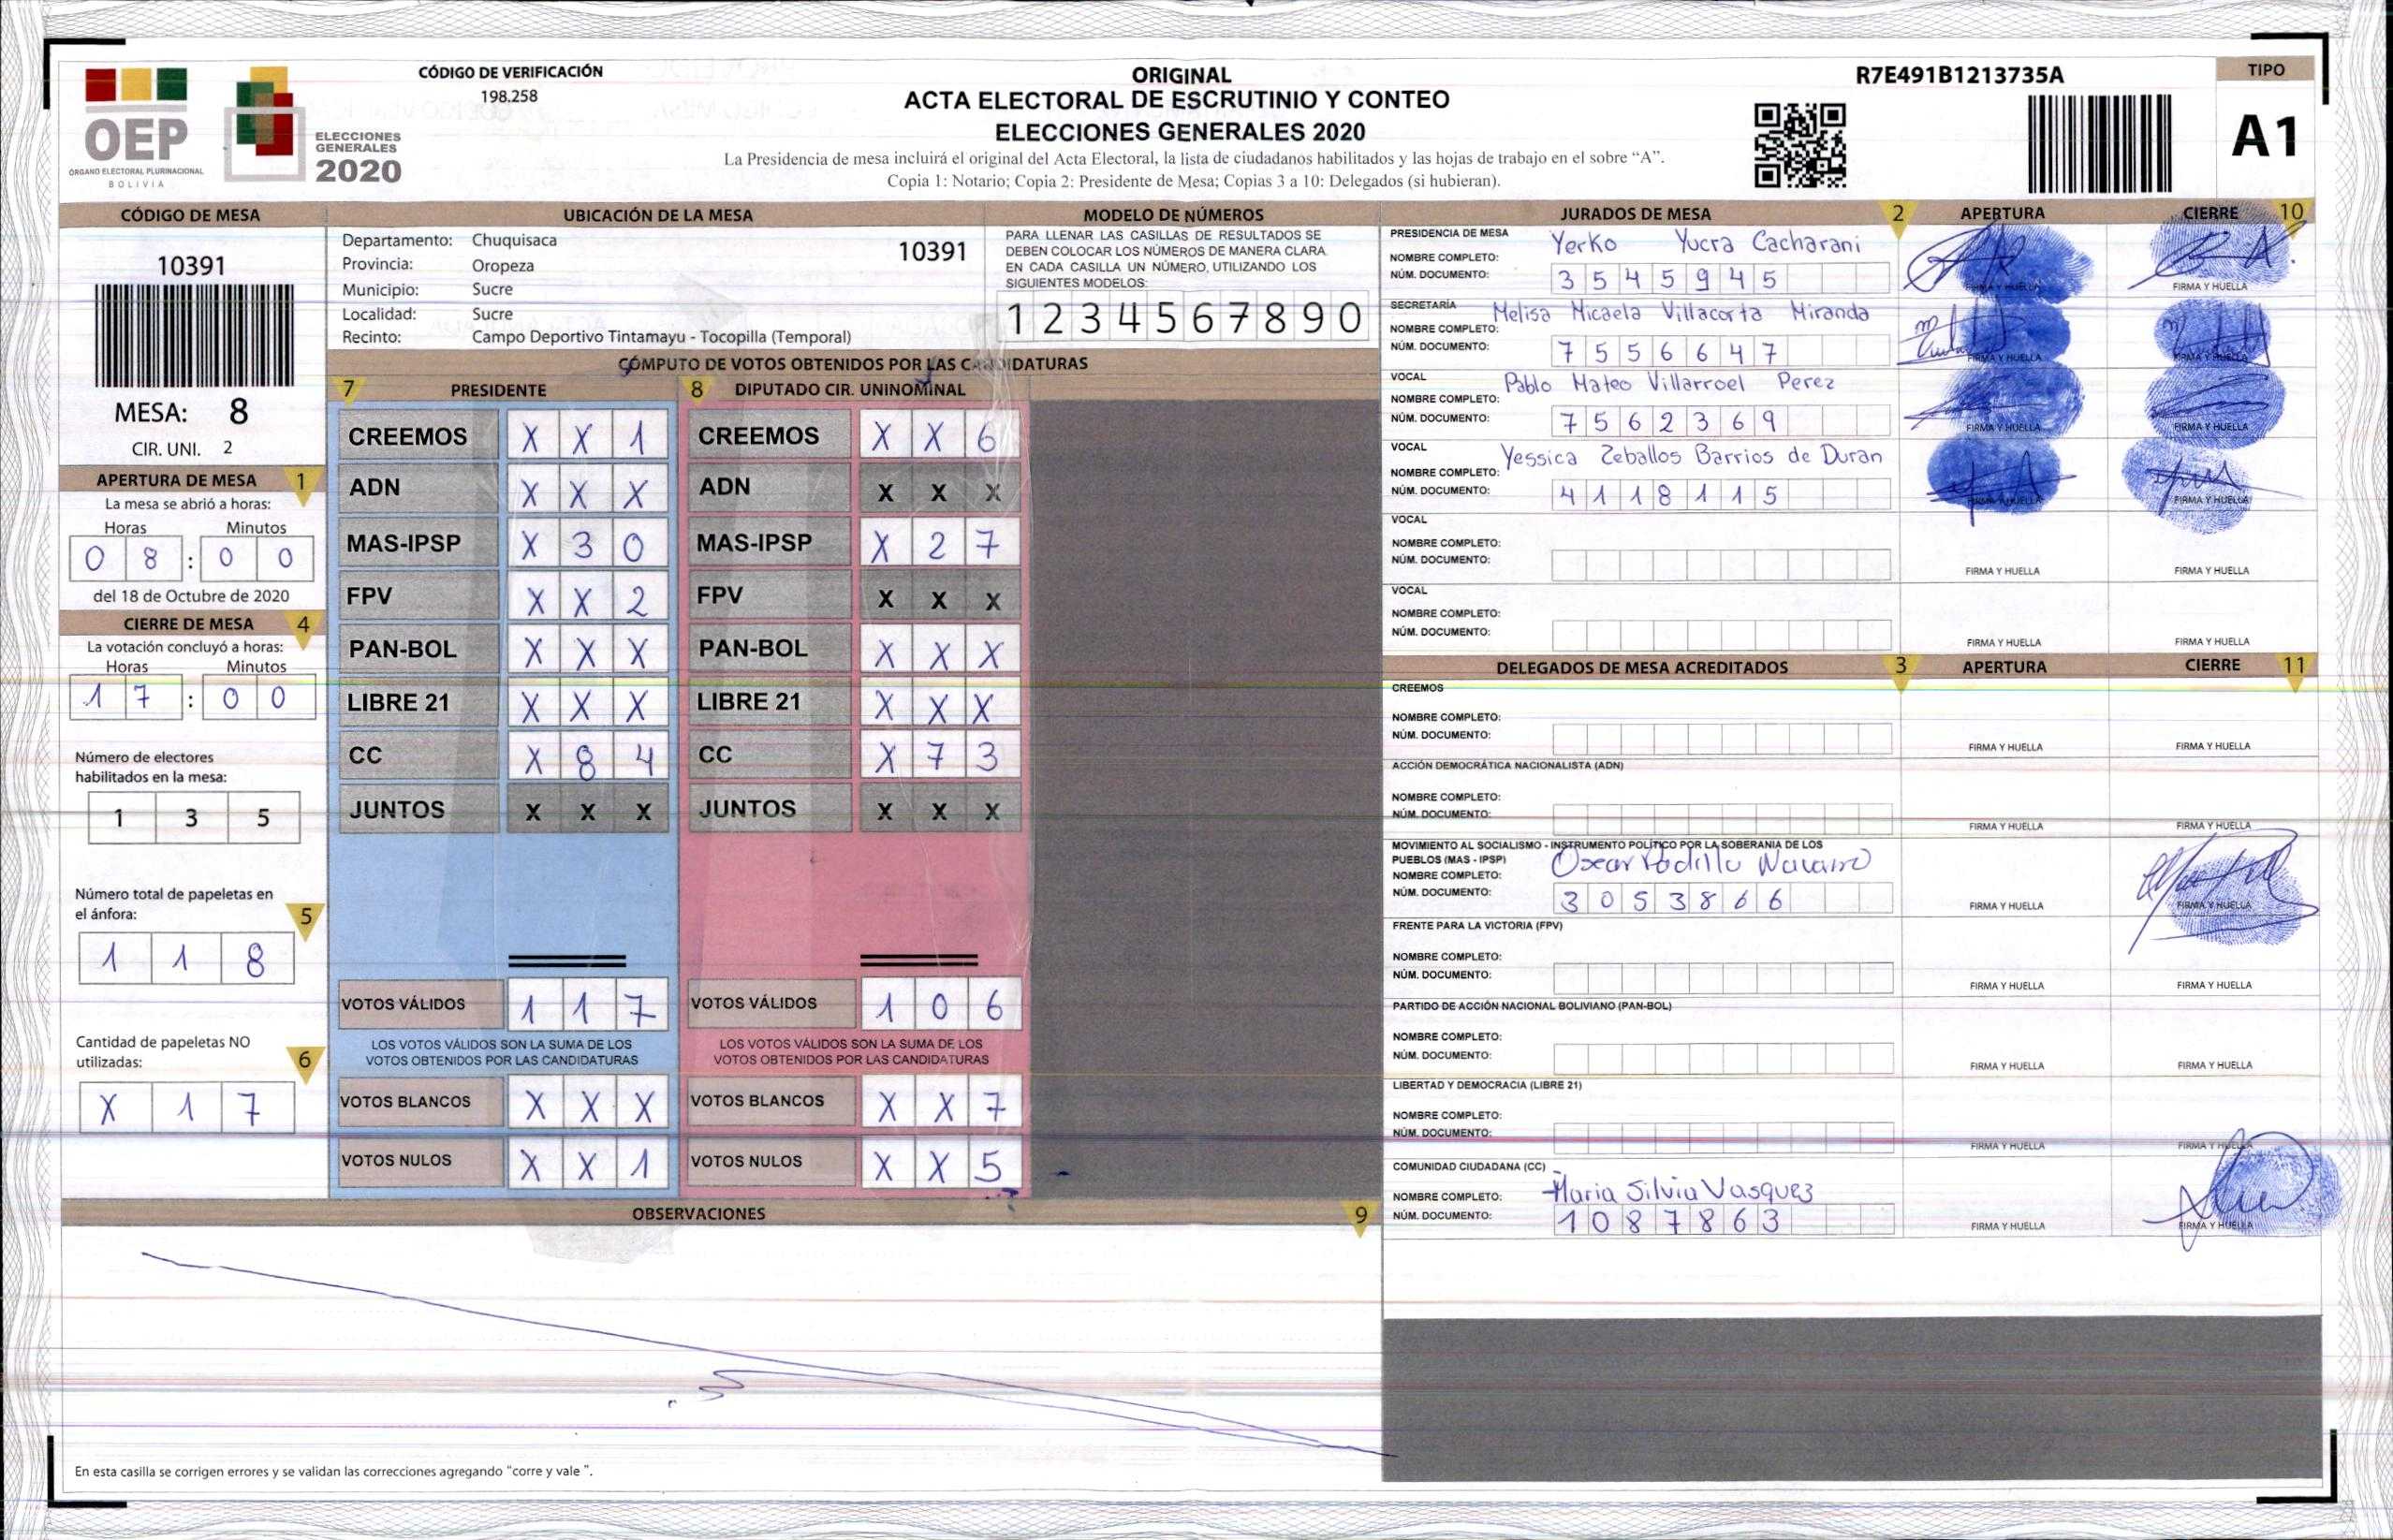 OEP
ÓRGANO ELECTORAL PLURINACIONAL
BOLIVIA
ELECCIONES
GENERALES
2020
CÓDIGO DE VERIFICACIÓN
198.258
ORIGINAL
ACTA ELECTORAL DE ESCRUTINIO Y CONTEO
ELECCIONES GENERALES 2020
La Presidencia de mesa incluirá el original del Acta Electoral, la lista de ciudadanos habilitados y las hojas de trabajo en el sobre “A”.
Copia 1: Notario; Copia 2: Presidente de Mesa; Copias 3 a 10: Delegados (si hubieran).
R7E491B1213735A
TIPO
A1
CÓDIGO DE MESA
10391
MESA: 8
CIR. UNI. 2
APERTURA DE MESA 1
La mesa se abrió a horas:
Horas Minutos
0 8 : 0 0
del 18 de Octubre de 2020
CIERRE DE MESA 4
La votación concluyó a horas:
Horas Minutos
1 7 : 0 0
Número de electores
habilitados en la mesa:
1 3 5
Número total de papeletas en
el ánfora: 5
1 1 8
Cantidad de papeletas NO
utilizadas: 6
X 1 7
UBICACIÓN DE LA MESA
Departamento: Chuquisaca 10391
Provincia: Oropeza
Municipio: Sucre
Localidad: Sucre
Recinto: Campo Deportivo Tintamayu - Tocopilla (Temporal)
MODELO DE NÚMEROS
PARA LLENAR LAS CASILLAS DE RESULTADOS SE
DEBEN COLOCAR LOS NÚMEROS DE MANERA CLARA.
EN CADA CASILLA UN NÚMERO, UTILIZANDO LOS
SIGUIENTES MODELOS:
1 2 3 4 5 6 7 8 9 0
CÓMPUTO DE VOTOS OBTENIDOS POR LAS CANDIDATURAS
7 PRESIDENTE
CREEMOS X X 1
ADN X X X
MAS-IPSP X 3 0
FPV X X 2
PAN-BOL X X X
LIBRE 21 X X X
CC X 8 4
JUNTOS X X X
VOTOS VÁLIDOS 1 1 7
LOS VOTOS VÁLIDOS SON LA SUMA DE LOS
VOTOS OBTENIDOS POR LAS CANDIDATURAS
VOTOS BLANCOS X X X
VOTOS NULOS X X 1
8 DIPUTADO CIR. UNINOMINAL
CREEMOS X X 6
ADN X X X
MAS-IPSP X 2 7
FPV X X X
PAN-BOL X X X
LIBRE 21 X X X
CC X 7 3
JUNTOS X X X
VOTOS VÁLIDOS 1 0 6
LOS VOTOS VÁLIDOS SON LA SUMA DE LOS
VOTOS OBTENIDOS POR LAS CANDIDATURAS
VOTOS BLANCOS X X 7
VOTOS NULOS X X 5
OBSERVACIONES 9
En esta casilla se corrigen errores y se validan las correcciones agregando “corre y vale ”.
JURADOS DE MESA 2 APERTURA CIERRE 10
PRESIDENCIA DE MESA
NOMBRE COMPLETO: Yerko Yucra Cacharani
NÚM. DOCUMENTO: 3 5 4 5 9 4 5
FIRMA Y HUELLA FIRMA Y HUELLA
SECRETARÍA
NOMBRE COMPLETO: Melisa Micaela Villacorta Miranda
NÚM. DOCUMENTO: 7 5 5 6 6 4 7
FIRMA Y HUELLA FIRMA Y HUELLA
VOCAL
NOMBRE COMPLETO: Pablo Mateo Villarroel Perez
NÚM. DOCUMENTO: 7 5 6 2 3 6 9
FIRMA Y HUELLA FIRMA Y HUELLA
VOCAL
NOMBRE COMPLETO: Yessica Zeballos Barrios de Duran
NÚM. DOCUMENTO: 4 1 1 8 1 1 5
FIRMA Y HUELLA FIRMA Y HUELLA
VOCAL
NOMBRE COMPLETO:
NÚM. DOCUMENTO:
FIRMA Y HUELLA FIRMA Y HUELLA
VOCAL
NOMBRE COMPLETO:
NÚM. DOCUMENTO:
FIRMA Y HUELLA FIRMA Y HUELLA
DELEGADOS DE MESA ACREDITADOS 3 APERTURA CIERRE 11
CREEMOS
NOMBRE COMPLETO:
NÚM. DOCUMENTO:
FIRMA Y HUELLA FIRMA Y HUELLA
ACCIÓN DEMOCRÁTICA NACIONALISTA (ADN)
NOMBRE COMPLETO:
NÚM. DOCUMENTO:
FIRMA Y HUELLA FIRMA Y HUELLA
MOVIMIENTO AL SOCIALISMO - INSTRUMENTO POLÍTICO POR LA SOBERANIA DE LOS
PUEBLOS (MAS - IPSP)
NOMBRE COMPLETO: Oscar Padilla Navarro
NÚM. DOCUMENTO: 3 0 5 3 8 6 6
FIRMA Y HUELLA FIRMA Y HUELLA
FRENTE PARA LA VICTORIA (FPV)
NOMBRE COMPLETO:
NÚM. DOCUMENTO:
FIRMA Y HUELLA FIRMA Y HUELLA
PARTIDO DE ACCIÓN NACIONAL BOLIVIANO (PAN-BOL)
NOMBRE COMPLETO:
NÚM. DOCUMENTO:
FIRMA Y HUELLA FIRMA Y HUELLA
LIBERTAD Y DEMOCRACIA (LIBRE 21)
NOMBRE COMPLETO:
NÚM. DOCUMENTO:
FIRMA Y HUELLA FIRMA Y HUELLA
COMUNIDAD CIUDADANA (CC)
NOMBRE COMPLETO: Maria Silvia Vasquez
NÚM. DOCUMENTO: 1 0 8 7 8 6 3
FIRMA Y HUELLA FIRMA Y HUELLA